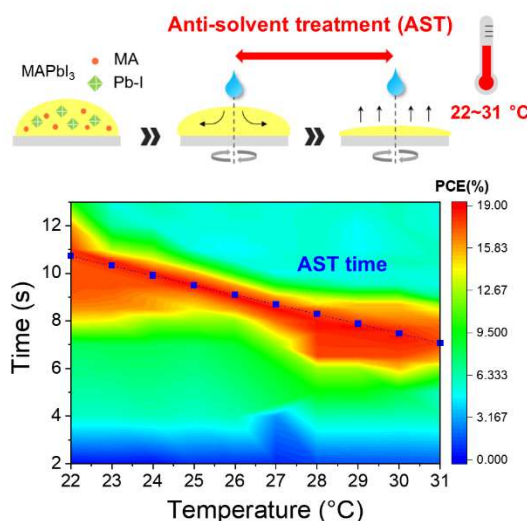 Anti-solvent treatment (AST)
MAPbI₃
MA
Pb-I
22~31 °C
PCE(%)
AST time
19.00
15.83
12.67
9.500
6.333
3.167
0.000
12
10
8
6
4
2
Time (s)
22 23 24 25 26 27 28 29 30 31
Temperature (°C)